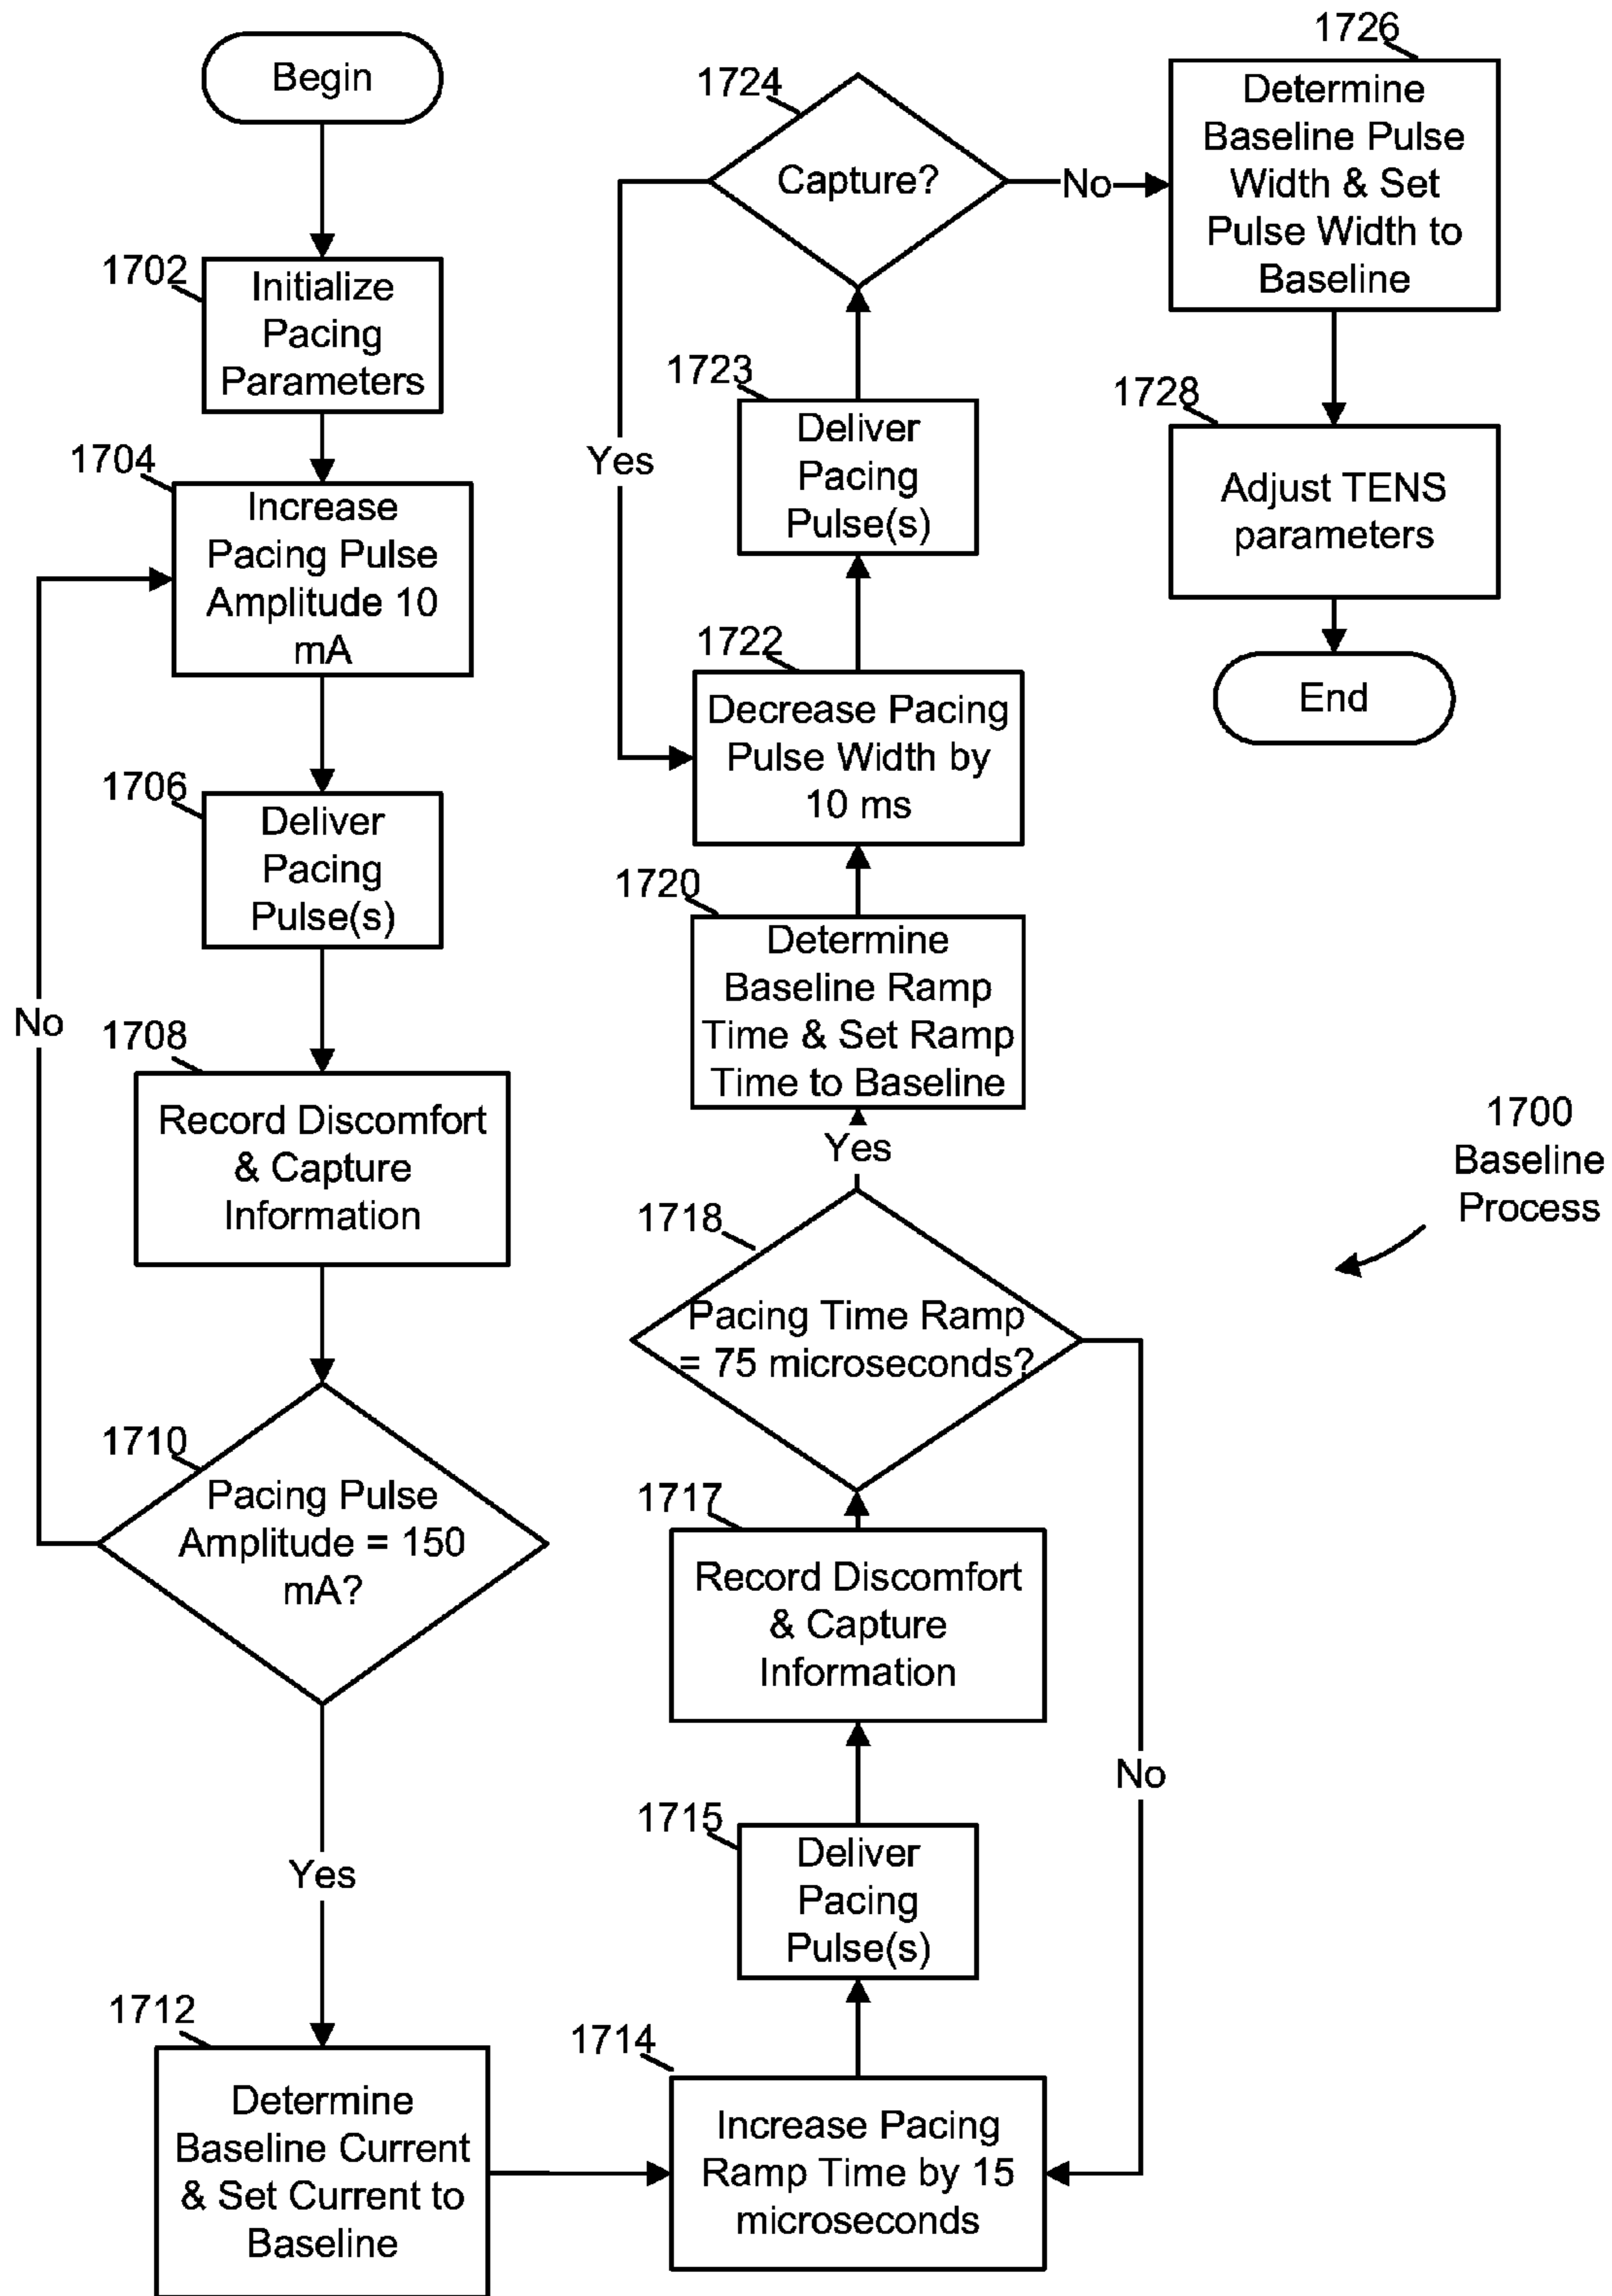 Begin
1702
Initialize
Pacing
Parameters
1704
Increase
Pacing Pulse
Amplitude 10
mA
1706
Deliver
Pacing
Pulse(s)
No
1708
Record Discomfort
& Capture
Information
1710
Pacing Pulse
Amplitude = 150
mA?
Yes
1712
Determine
Baseline Current
& Set Current to
Baseline
1714
Increase Pacing
Ramp Time by 15
microseconds
1715
Deliver
Pacing
Pulse(s)
1717
Record Discomfort
& Capture
Information
1718
Pacing Time Ramp
= 75 microseconds?
No
Yes
1720
Determine
Baseline Ramp
Time & Set Ramp
Time to Baseline
1722
Decrease Pacing
Pulse Width by
10 ms
1723
Deliver
Pacing
Pulse(s)
1724
Capture?
Yes
No
1726
Determine
Baseline Pulse
Width & Set
Pulse Width to
Baseline
1728
Adjust TENS
parameters
End
1700
Baseline
Process